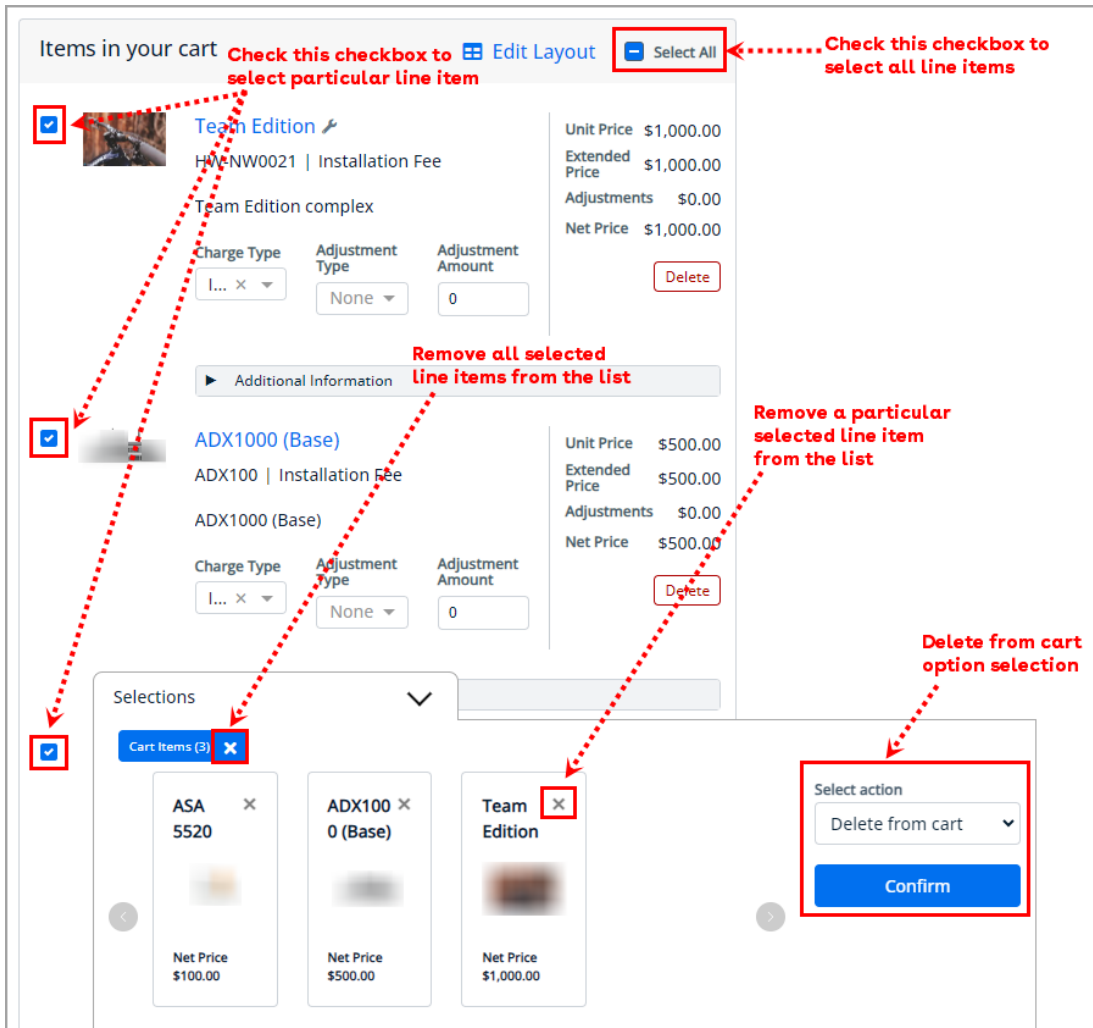 Items in your cart
Check this checkbox to
select particular line item
Edit Layout
Select All
Check this checkbox to
select all line items
Team Edition
HW-NW0021 | Installation Fee
Team Edition complex
Charge Type
Adjustment
Type
Adjustment
Amount
I...
None
0
Unit Price $1,000.00
Extended
Price
$1,000.00
Adjustments $0.00
Net Price $1,000.00
Delete
Additional Information
Remove all selected
line items from the list
Remove a particular
selected line item
from the list
ADX1000 (Base)
ADX100 | Installation Fee
ADX1000 (Base)
Charge Type
Adjustment
Type
Adjustment
Amount
I...
None
0
Unit Price $500.00
Extended
Price
$500.00
Adjustments $0.00
Net Price $500.00
Delete
Delete from cart
option selection
Selections
Cart Items (3)
ASA
5520
Net Price
$100.00
ADX100
0 (Base)
Net Price
$500.00
Team
Edition
Net Price
$1,000.00
Select action
Delete from cart
Confirm